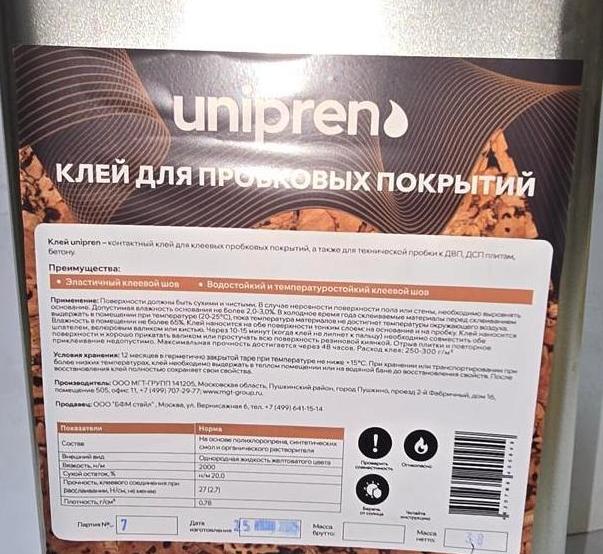 unipren
КЛЕЙ ДЛЯ ПРОБКОВЫХ ПОКРЫТИЙ
Клей unipren – контактный клей для клеевых пробковых покрытий, а также для технической пробки к ДВП, ДСП плитам,
бетону.
Преимущества:
• Эластичный клеевой шов • Водостойкий и температуростойкий клеевой шов
Применение: Поверхности должны быть сухими и чистыми. В случае неровности поверхности пола или стены, необходимо выровнять
основание. Допустимая влажность основания не более 2,0-3,0%. В холодное время года склеиваемые материалы перед склеиванием
выдержать в помещении при температуре (20-25°С), пока температура материалов не достигнет температуры окружающего воздуха.
Влажность в помещении не более 65%. Клей наносится на обе поверхности тонким слоем: на основание и на пробку. Клей наносится
шпателем, велюровым валиком или кистью. Через 10-15 минут (когда клей не липнет к пальцу) необходимо совместить обе
поверхности и хорошо прикатать валиком или простучать всю поверхность резиновой киянкой. Отрыв плитки и повторное
приклеивание недопустимо. Максимальная прочность достигается через 48 часов. Расход клея: 250-300 г/м²
Условия хранения: 12 месяцев в герметично закрытой таре при температуре не ниже +15°С. При хранении или транспортировании при
более низких температурах, клей необходимо выдержать в теплом помещении или на водяной бане до восстановления свойств. После
восстановления клей полностью сохраняет свои свойства.
Производитель: ООО МГТ-ГРУПП 141205, Московская область, Пушкинский район, город Пушкино, проезд 2-й Фабричный, дом 16,
помещение 505, офис 11, +7 (499) 707-29-77; www.mgt-group.ru.
Продавец: ООО "БФМ стайл", Москва, ул. Вернисажная 6, тел. +7 (499) 641-15-14
Показатели Норма
Состав На основе полихлоропрена, синтетических
смол и органического растворителя
Внешний вид Однородная жидкость желтоватого цвета
Вязкость, н/м 2000
Сухой остаток, % н/м 20,0
Прочность, клеевого соединения при
расслаивании, Н/см, не менее 27 (2,7)
Плотность, г/см³ 0,78
Проверить
совместимость
Огнеопасно
Беречь
от солнца
Читайте
инструкцию
Партия №: 7
Дата
изготовления
Масса
брутто:
Масса
нетто: 3.8